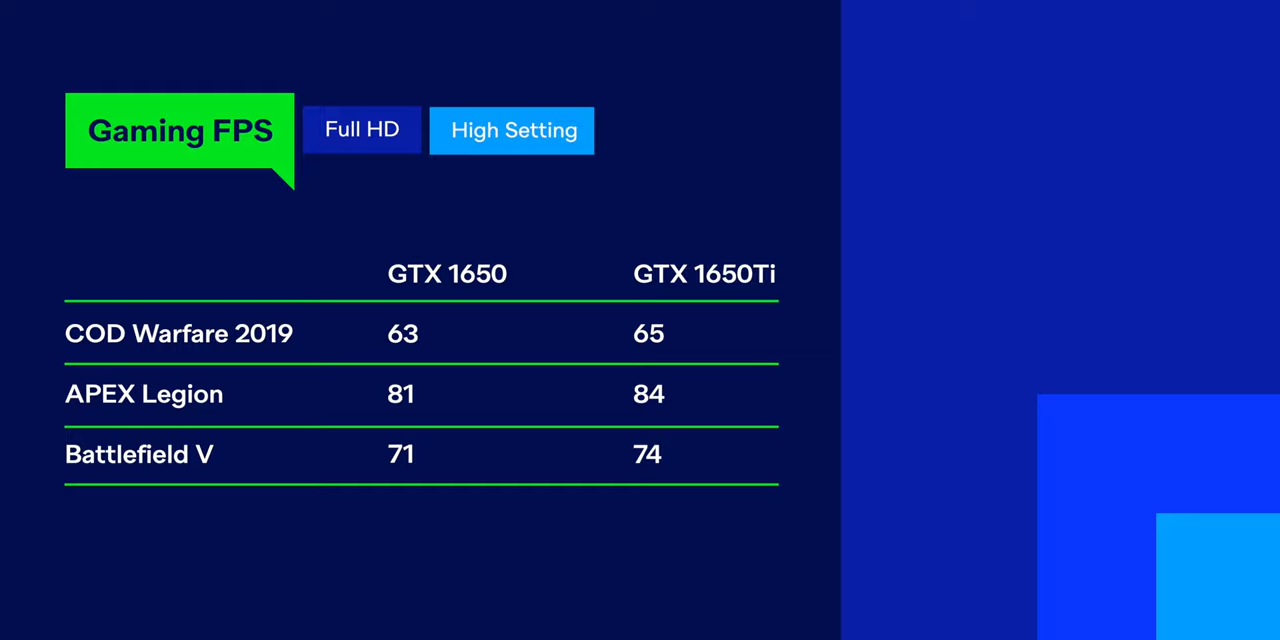 Gaming FPS Full HD High Setting
GTX 1650 GTX 1650Ti
COD Warfare 2019 63 65
APEX Legion 81 84
Battlefield V 71 74